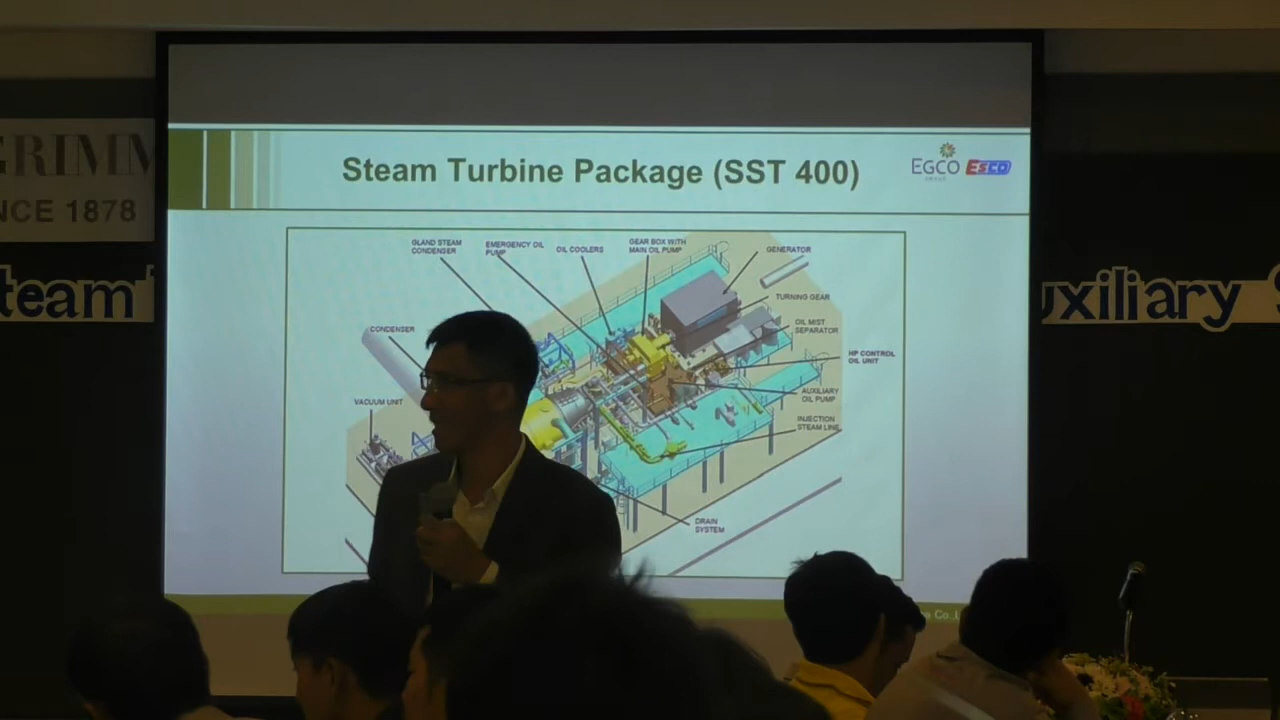 GRIMM
NCE 1878
team
uxiliary S
Steam Turbine Package (SST 400)
EGCO
GROUP
ESCO
GLAND STEAM
CONDENSER
EMERGENCY OIL
PUMP
OIL COOLERS
GEAR BOX WITH
MAIN OIL PUMP
GENERATOR
TURNING GEAR
OIL MIST
SEPARATOR
CONDENSER
HP CONTROL
OIL UNIT
AUXILIARY
OIL PUMP
VACUUM UNIT
INJECTION
STEAM LINE
DRAIN
SYSTEM
Co.,L